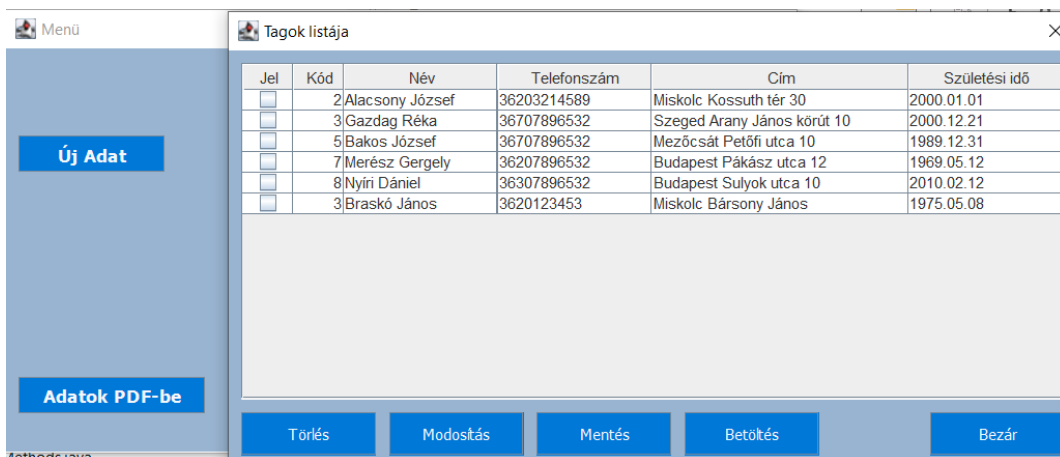 Menü
Tagok listája
Jel Kód Név Telefonszám Cím Születési idő
2 Alacsony József 36203214589 Miskolc Kossuth tér 30 2000.01.01
3 Gazdag Réka 36707896532 Szeged Arany János körút 10 2000.12.21
5 Bakos József 36707896532 Mezőcsát Petőfi utca 10 1989.12.31
7 Merész Gergely 36207896532 Budapest Pákász utca 12 1969.05.12
8 Nyíri Dániel 36307896532 Budapest Sulyok utca 10 2010.02.12
3 Braskó János 3620123453 Miskolc Bársony János 1975.05.08
Új Adat
Adatok PDF-be
Törlés Modosítás Mentés Betöltés Bezár